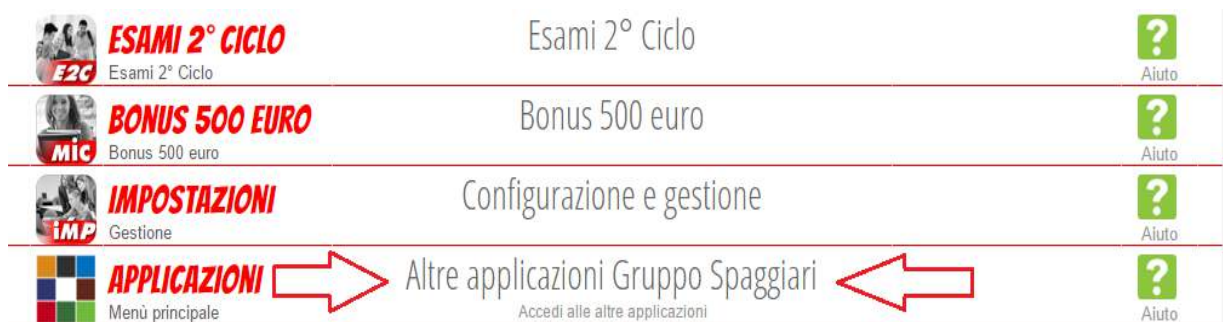 ESAMI 2° CICLO
Esami 2° Ciclo
E2C
Esami 2° Ciclo
?
Aiuto
BONUS 500 EURO
Bonus 500 euro
MIC
Bonus 500 euro
?
Aiuto
IMPOSTAZIONI
Gestione
iMP
Configurazione e gestione
?
Aiuto
APPLICAZIONI
Menù principale
Altre applicazioni Gruppo Spaggiari
Accedi alle altre applicazioni
?
Aiuto